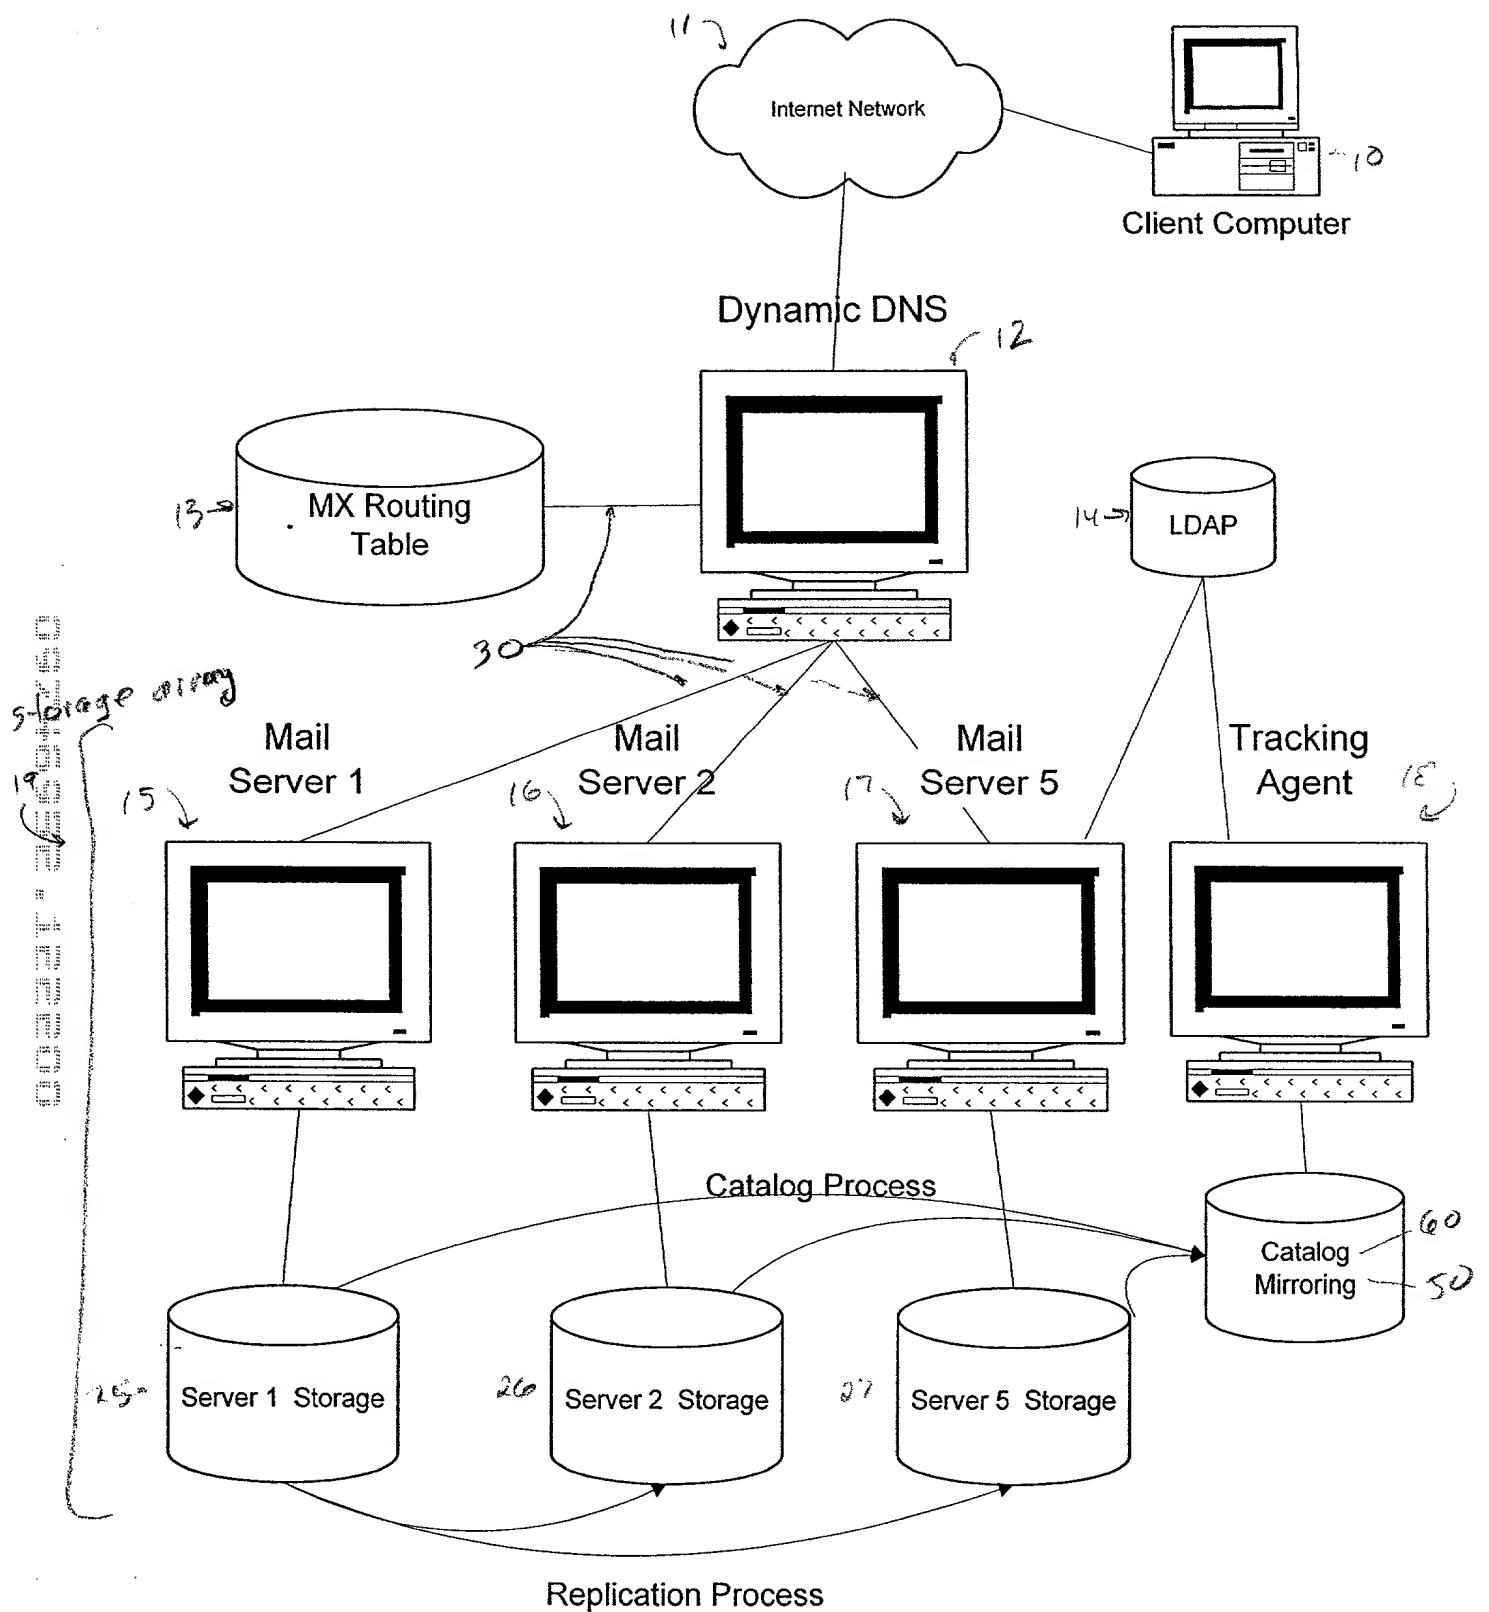 11
Internet Network
10
Client Computer
Dynamic DNS
12
MX Routing
Table
13
14
LDAP
30
storage array
19
Mail
Server 1
15
Mail
Server 2
16
Mail
Server 5
17
Tracking
Agent
18
Catalog Process
Catalog
Mirroring
60
50
25
Server 1 Storage
26
Server 2 Storage
27
Server 5 Storage
Replication Process